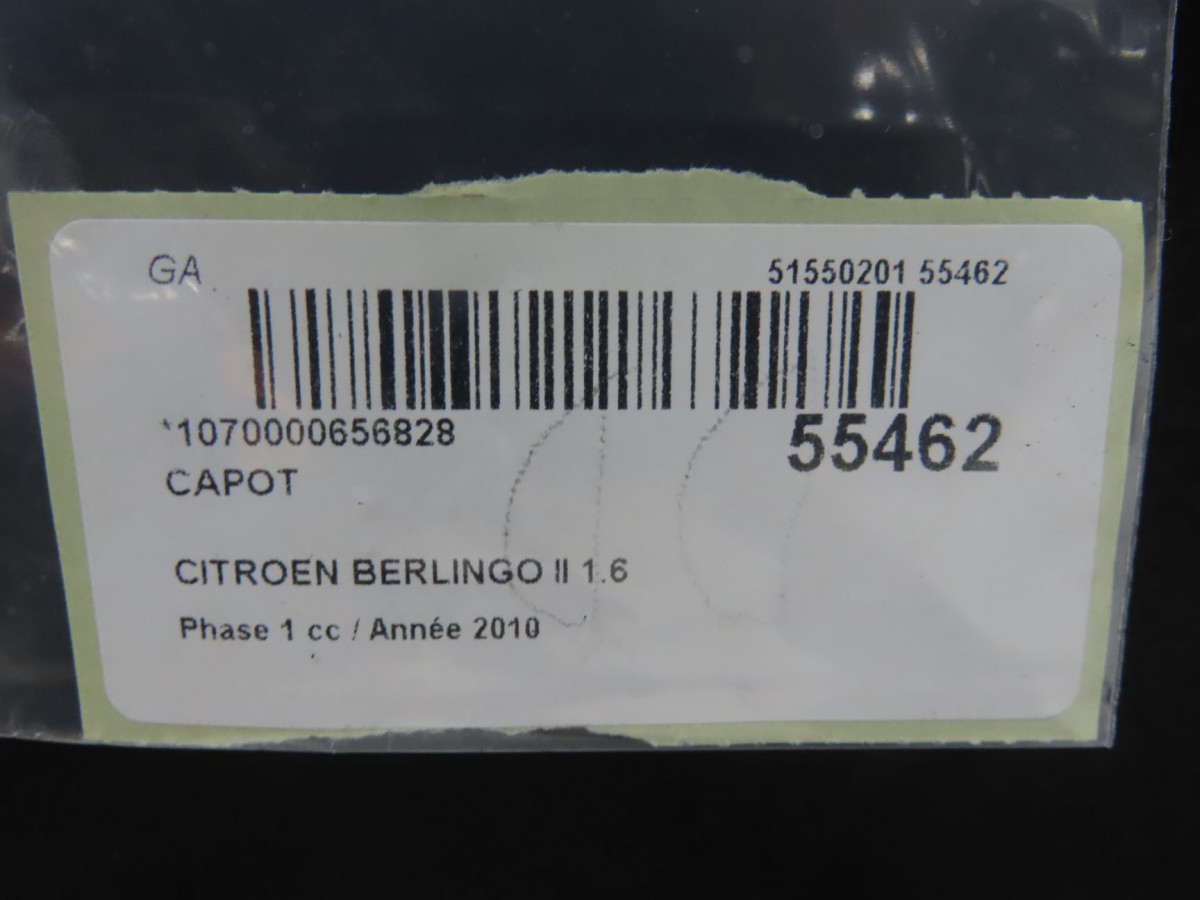 GA 51550201 55462
*1070000656828 55462
CAPOT
CITROEN BERLINGO II 1.6
Phase 1 cc / Année 2010